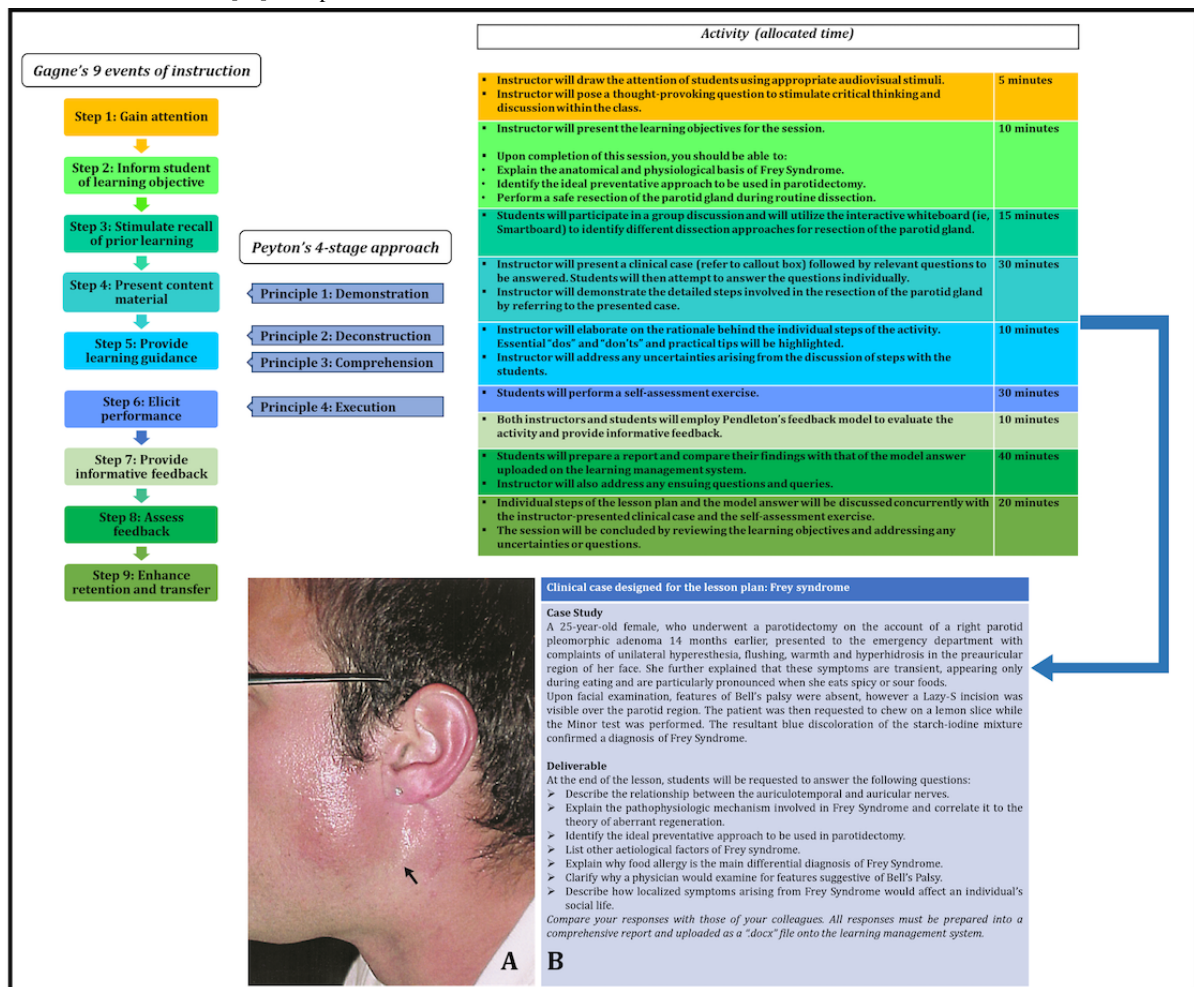 Activity (allocated time)
Gagne's 9 events of instruction
Step 1: Gain attention
Step 2: Inform student
of learning objective
Step 3: Stimulate recall
of prior learning
Step 4: Present content
material
Step 5: Provide
learning guidance
Step 6: Elicit
performance
Step 7: Provide
informative feedback
Step 8: Assess
feedback
Step 9: Enhance
retention and transfer
Peyton's 4-stage approach
Principle 1: Demonstration
Principle 2: Deconstruction
Principle 3: Comprehension
Principle 4: Execution
▪ Instructor will draw the attention of students using appropriate audiovisual stimuli.
▪ Instructor will pose a thought-provoking question to stimulate critical thinking and
discussion within the class.
5 minutes
▪ Instructor will present the learning objectives for the session.
▪ Upon completion of this session, you should be able to:
• Explain the anatomical and physiological basis of Frey Syndrome.
• Identify the ideal preventative approach to be used in parotidectomy.
• Perform a safe resection of the parotid gland during routine dissection.
10 minutes
▪ Students will participate in a group discussion and will utilize the interactive whiteboard (ie,
Smartboard) to identify different dissection approaches for resection of the parotid gland.
15 minutes
▪ Instructor will present a clinical case (refer to callout box) followed by relevant questions to
be answered. Students will then attempt to answer the questions individually.
▪ Instructor will demonstrate the detailed steps involved in the resection of the parotid gland
by referring to the presented case.
30 minutes
▪ Instructor will elaborate on the rationale behind the individual steps of the activity.
Essential "dos" and "don'ts" and practical tips will be highlighted.
▪ Instructor will address any uncertainties arising from the discussion of steps with the
students.
10 minutes
▪ Students will perform a self-assessment exercise.
30 minutes
▪ Both instructors and students will employ Pendleton's feedback model to evaluate the
activity and provide informative feedback.
10 minutes
▪ Students will prepare a report and compare their findings with that of the model answer
uploaded on the learning management system.
▪ Instructor will also address any ensuing questions and queries.
40 minutes
▪ Individual steps of the lesson plan and the model answer will be discussed concurrently with
the instructor-presented clinical case and the self-assessment exercise.
▪ The session will be concluded by reviewing the learning objectives and addressing any
uncertainties or questions.
20 minutes
A
Clinical case designed for the lesson plan: Frey syndrome
Case Study
A 25-year-old female, who underwent a parotidectomy on the account of a right parotid
pleomorphic adenoma 14 months earlier, presented to the emergency department with
complaints of unilateral hyperesthesia, flushing, warmth and hyperhidrosis in the preauricular
region of her face. She further explained that these symptoms are transient, appearing only
during eating and are particularly pronounced when she eats spicy or sour foods.
Upon facial examination, features of Bell's palsy were absent, however a Lazy-S incision was
visible over the parotid region. The patient was then requested to chew on a lemon slice while
the Minor test was performed. The resultant blue discoloration of the starch-iodine mixture
confirmed a diagnosis of Frey Syndrome.
Deliverable
At the end of the lesson, students will be requested to answer the following questions:
➢ Describe the relationship between the auriculotemporal and auricular nerves.
➢ Explain the pathophysiologic mechanism involved in Frey Syndrome and correlate it to the
theory of aberrant regeneration.
➢ Identify the ideal preventative approach to be used in parotidectomy.
➢ List other aetiological factors of Frey syndrome.
➢ Explain why food allergy is the main differential diagnosis of Frey Syndrome.
➢ Clarify why a physician would examine for features suggestive of Bell's Palsy.
➢ Describe how localized symptoms arising from Frey Syndrome would affect an individual's
social life.
Compare your responses with those of your colleagues. All responses must be prepared into a
comprehensive report and uploaded as a ".docx" file onto the learning management system.
B